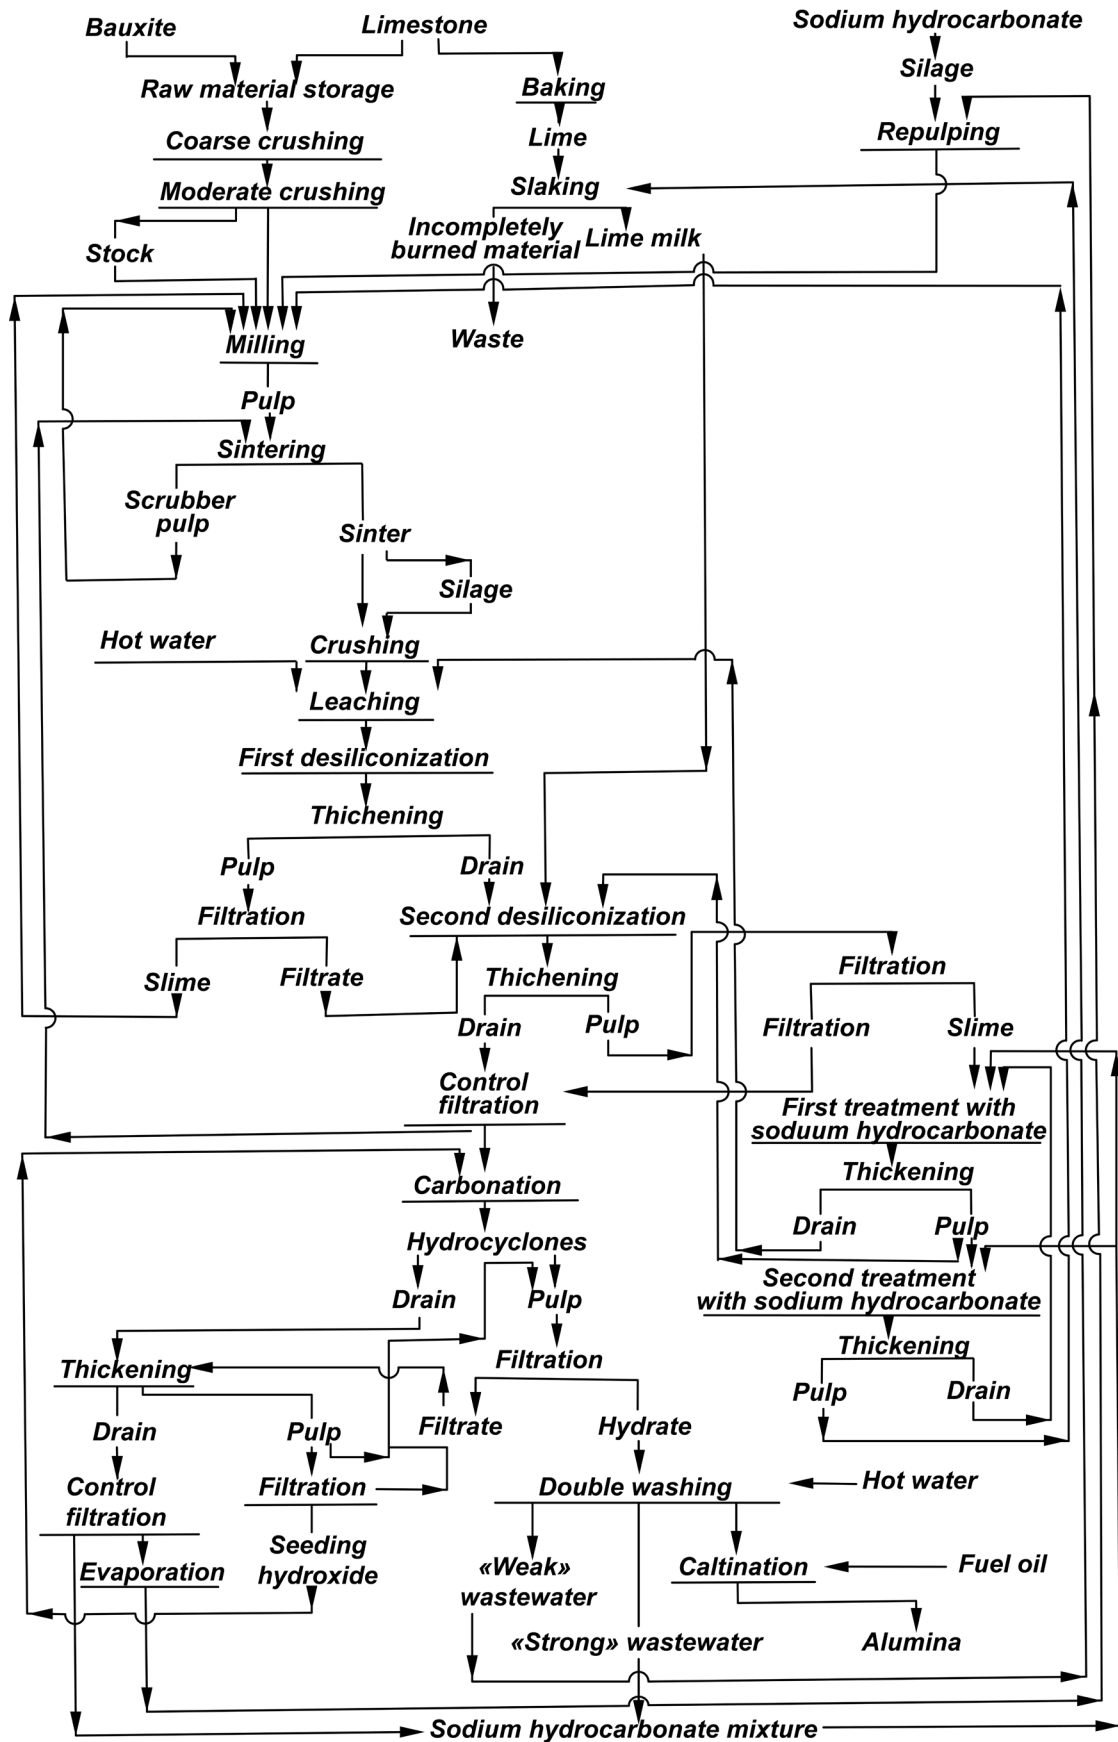 Bauxite
Limestone
Sodium hydrocarbonate
Raw material storage
Baking
Silage
Coarse crushing
Lime
Repulping
Moderate crushing
Slaking
Stock
Incompletely
burned material
Lime milk
Milling
Waste
Pulp
Sintering
Scrubber
pulp
Sinter
Silage
Hot water
Crushing
Leaching
First desiliconization
Thichening
Pulp
Drain
Filtration
Second desiliconization
Slime
Filtrate
Thichening
Filtration
Drain
Pulp
Filtration
Slime
Control
filtration
First treatment with
soduum hydrocarbonate
Thickening
Carbonation
Drain
Pulp
Hydrocyclones
Second treatment
with sodium hydrocarbonate
Drain
Pulp
Thickening
Thickening
Filtration
Pulp
Drain
Drain
Pulp
Filtrate
Hydrate
Control
filtration
Filtration
Double washing
Hot water
Evaporation
Seeding
hydroxide
«Weak»
wastewater
Caltination
Fuel oil
«Strong» wastewater
Alumina
Sodium hydrocarbonate mixture